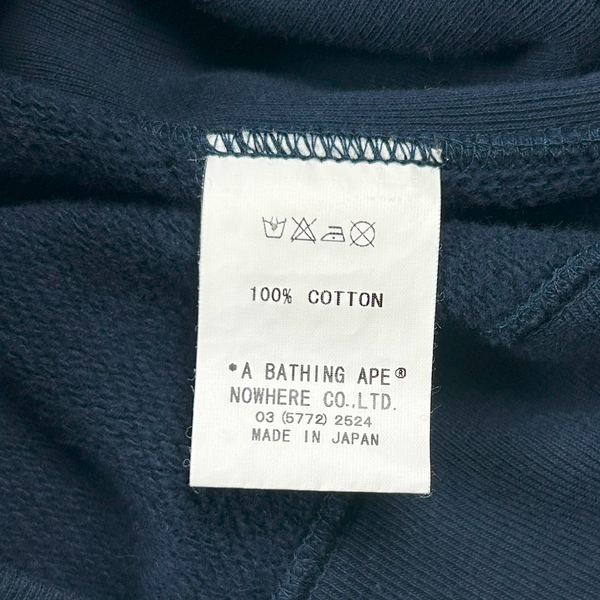 100% COTTON
*A BATHING APE®
NOWHERE CO.,LTD.
03 (5772) 2524
MADE IN JAPAN